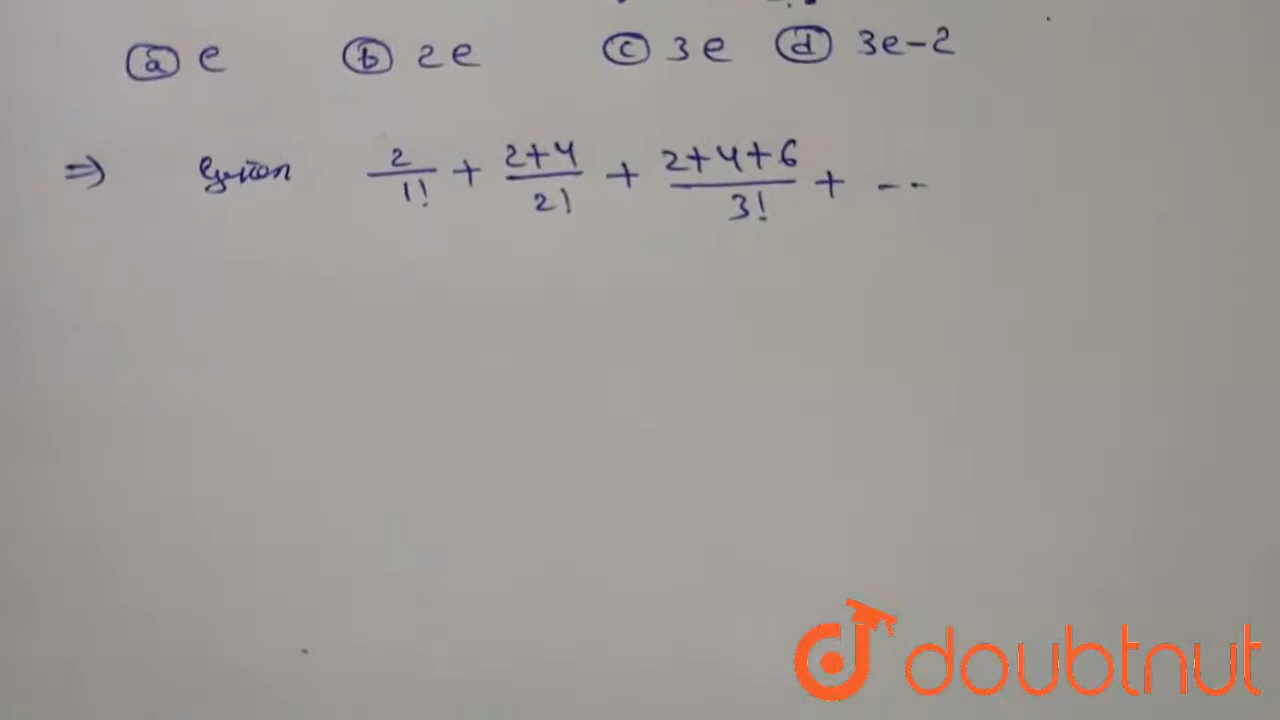 (a) e (b) 2e (c) 3e (d) 3e-2
⇒ Given 2/1! + 2+4/2! + 2+4+6/3! + --
doubtnut